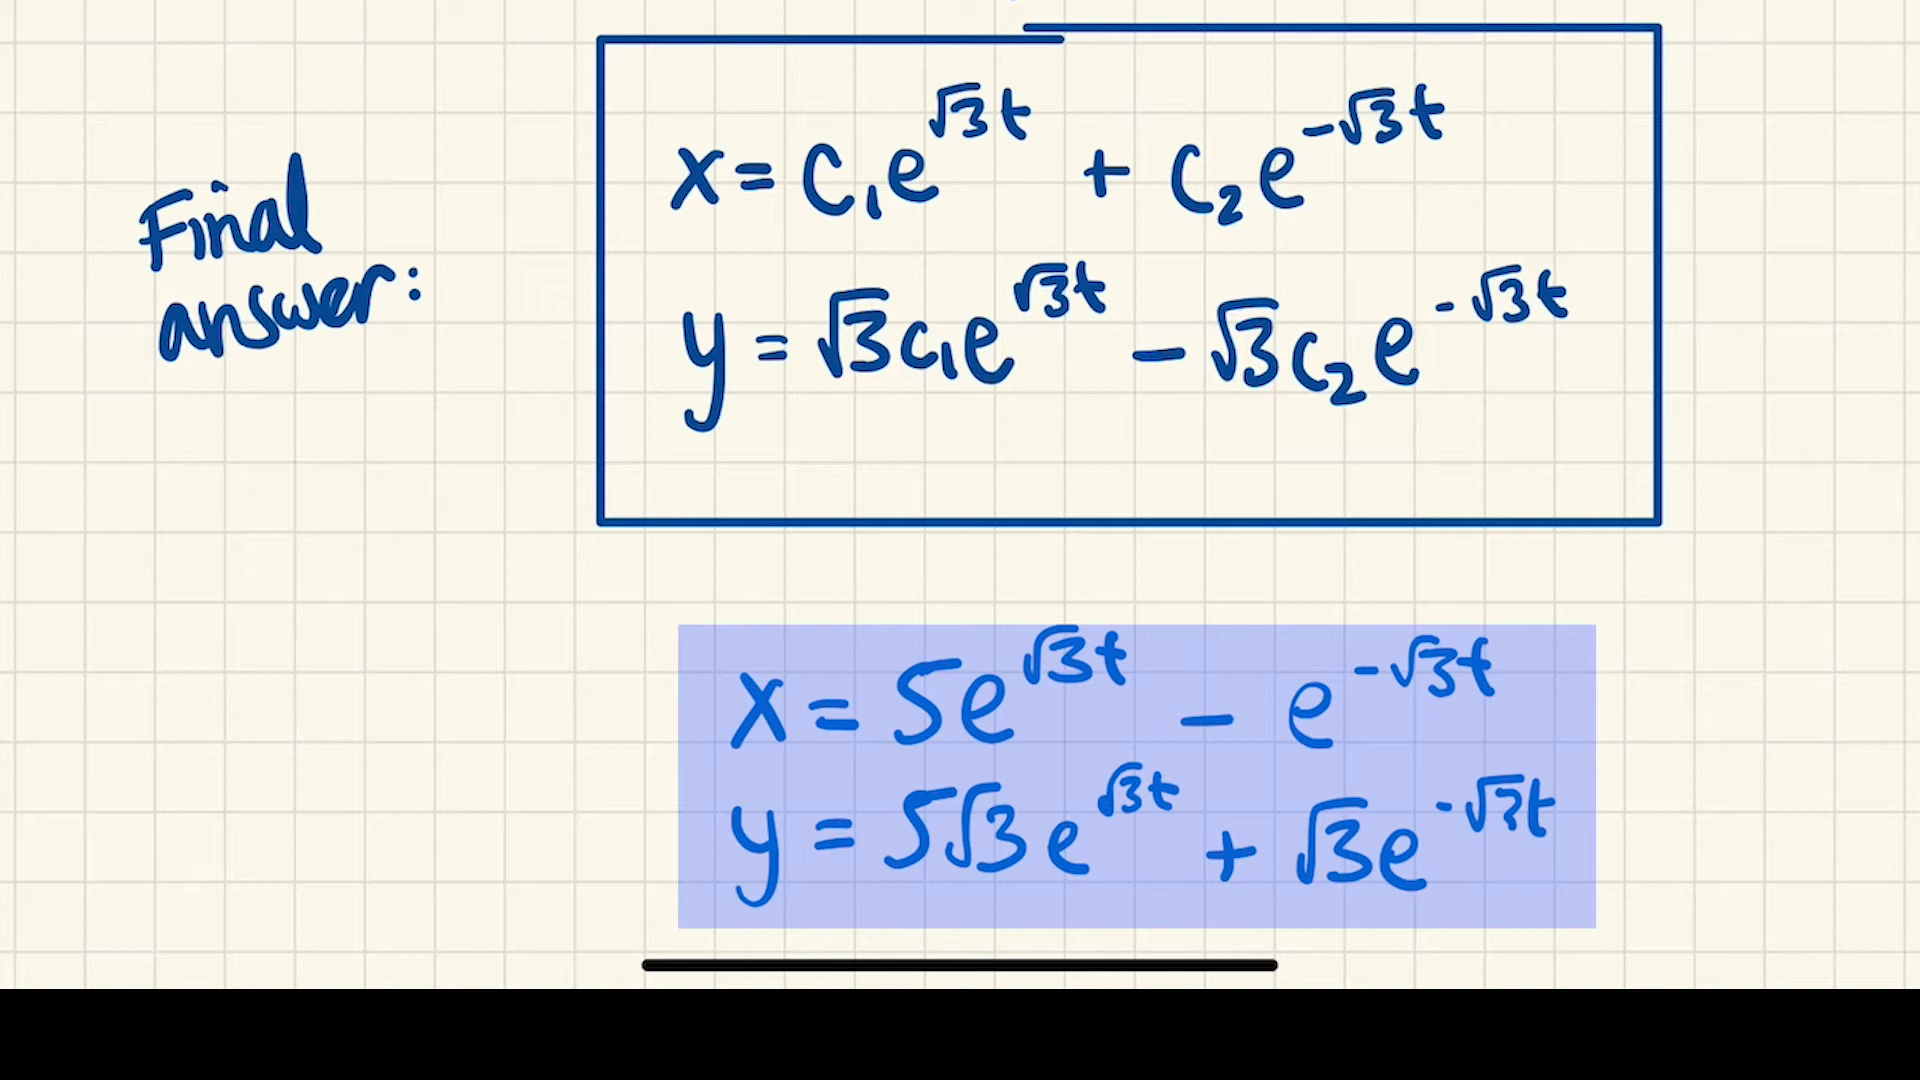 Final
answer:
x = c₁e^{√3t} + c₂e^{-√3t}
y = √3c₁e^{√3t} - √3c₂e^{-√3t}
x = 5e^{√3t} - e^{-√3t}
y = 5√3e^{√3t} + √3e^{-√3t}